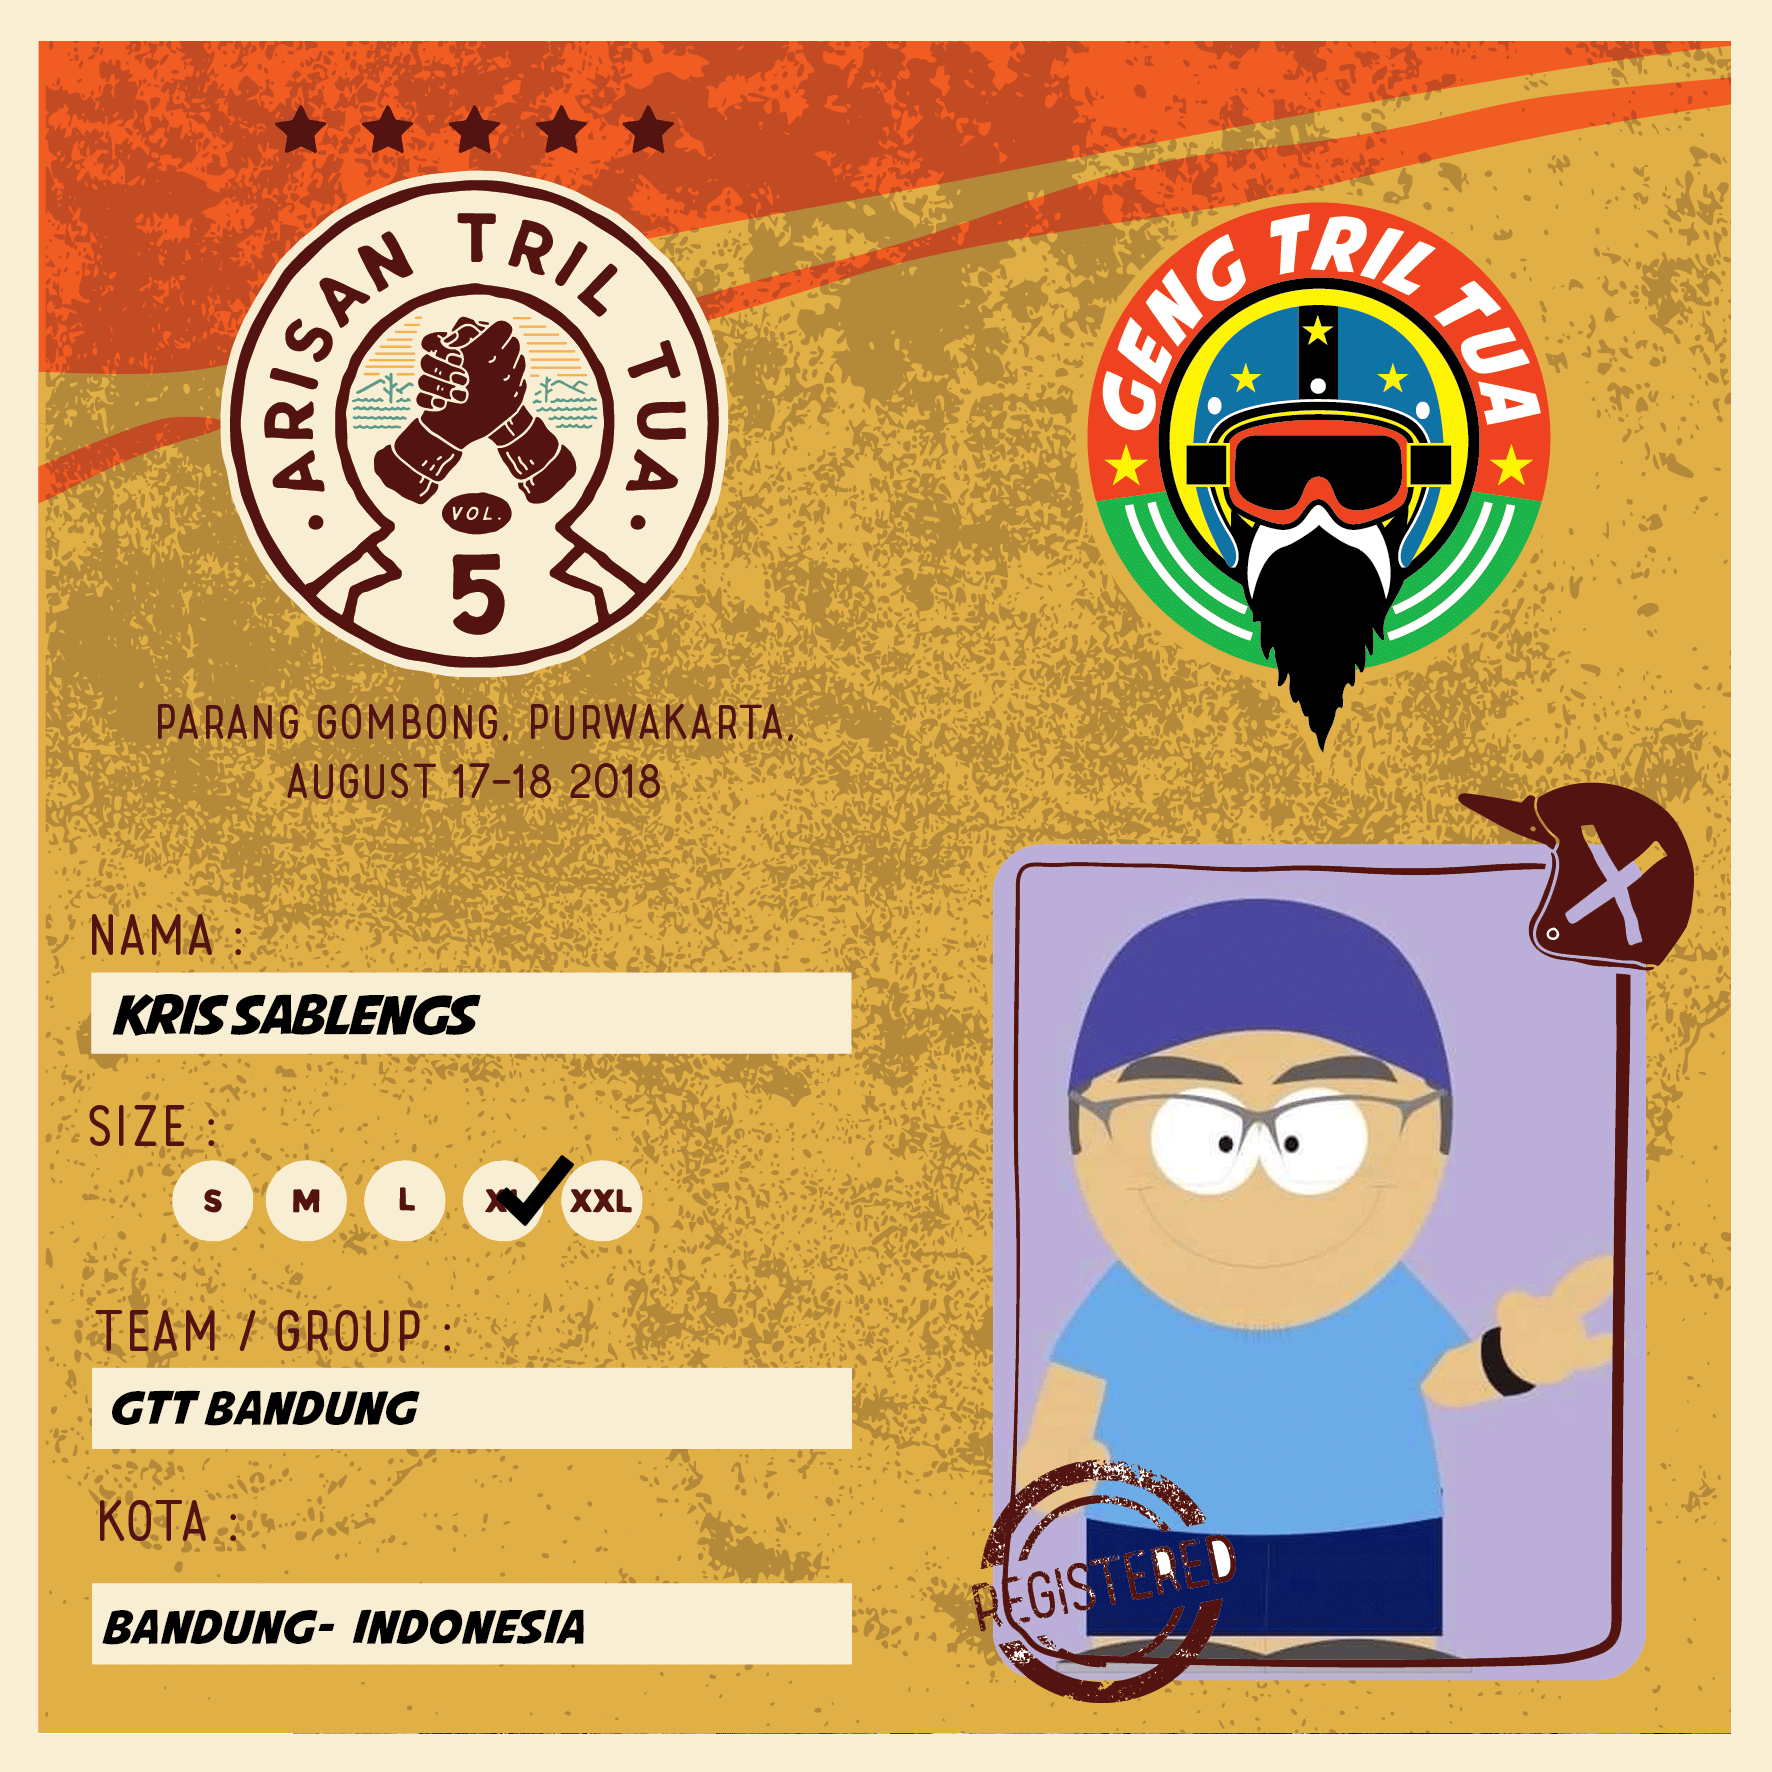 ARISAN TRIL TUA
VOL.
5
GENG TRIL TUA
PARANG GOMBONG, PURWAKARTA,
AUGUST 17-18 2018
NAMA :
KRIS SABLENGS
SIZE :
S M L XL XXL
TEAM / GROUP :
GTT BANDUNG
KOTA :
BANDUNG- INDONESIA
REGISTERED